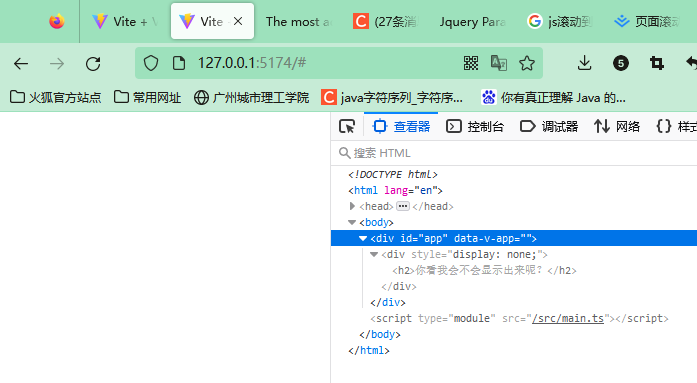 Vite + V
Vite -
The most a
(27条消
Jquery Para
js滚动到
页面滚动
127.0.0.1:5174/#
5
火狐官方站点
常用网址
广州城市理工学院
java字符序列_字符序...
你有真正理解 Java 的...
查看器
控制台
调试器
网络
{} 样式
搜索 HTML
<!DOCTYPE html>
<html lang="en">
<head> ··· </head>
<body>
<div id="app" data-v-app="">
<div style="display: none;">
<h2>你看我会不会显示出来呢？</h2>
</div>
</div>
<script type="module" src="/src/main.ts"></script>
</body>
</html>